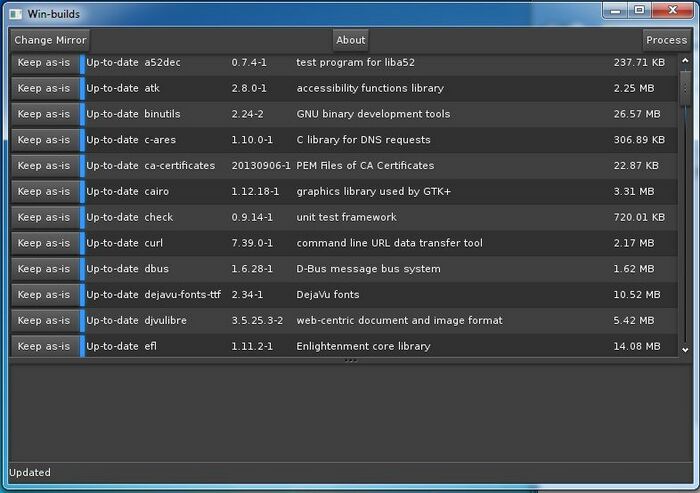 Win-builds
Change Mirror About Process
Keep as-is Up-to-date a52dec 0.7.4-1 test program for liba52 237.71 KB
Keep as-is Up-to-date atk 2.8.0-1 accessibility functions library 2.25 MB
Keep as-is Up-to-date binutils 2.24-2 GNU binary development tools 26.57 MB
Keep as-is Up-to-date c-ares 1.10.0-1 C library for DNS requests 306.89 KB
Keep as-is Up-to-date ca-certificates 20130906-1 PEM Files of CA Certificates 22.87 KB
Keep as-is Up-to-date cairo 1.12.18-1 graphics library used by GTK+ 3.31 MB
Keep as-is Up-to-date check 0.9.14-1 unit test framework 720.01 KB
Keep as-is Up-to-date curl 7.39.0-1 command line URL data transfer tool 2.17 MB
Keep as-is Up-to-date dbus 1.6.28-1 D-Bus message bus system 1.62 MB
Keep as-is Up-to-date dejavu-fonts-ttf 2.34-1 DejaVu fonts 10.52 MB
Keep as-is Up-to-date djvulibre 3.5.25.3-2 web-centric document and image format 5.42 MB
Keep as-is Up-to-date efl 1.11.2-1 Enlightenment core library 14.08 MB
Updated